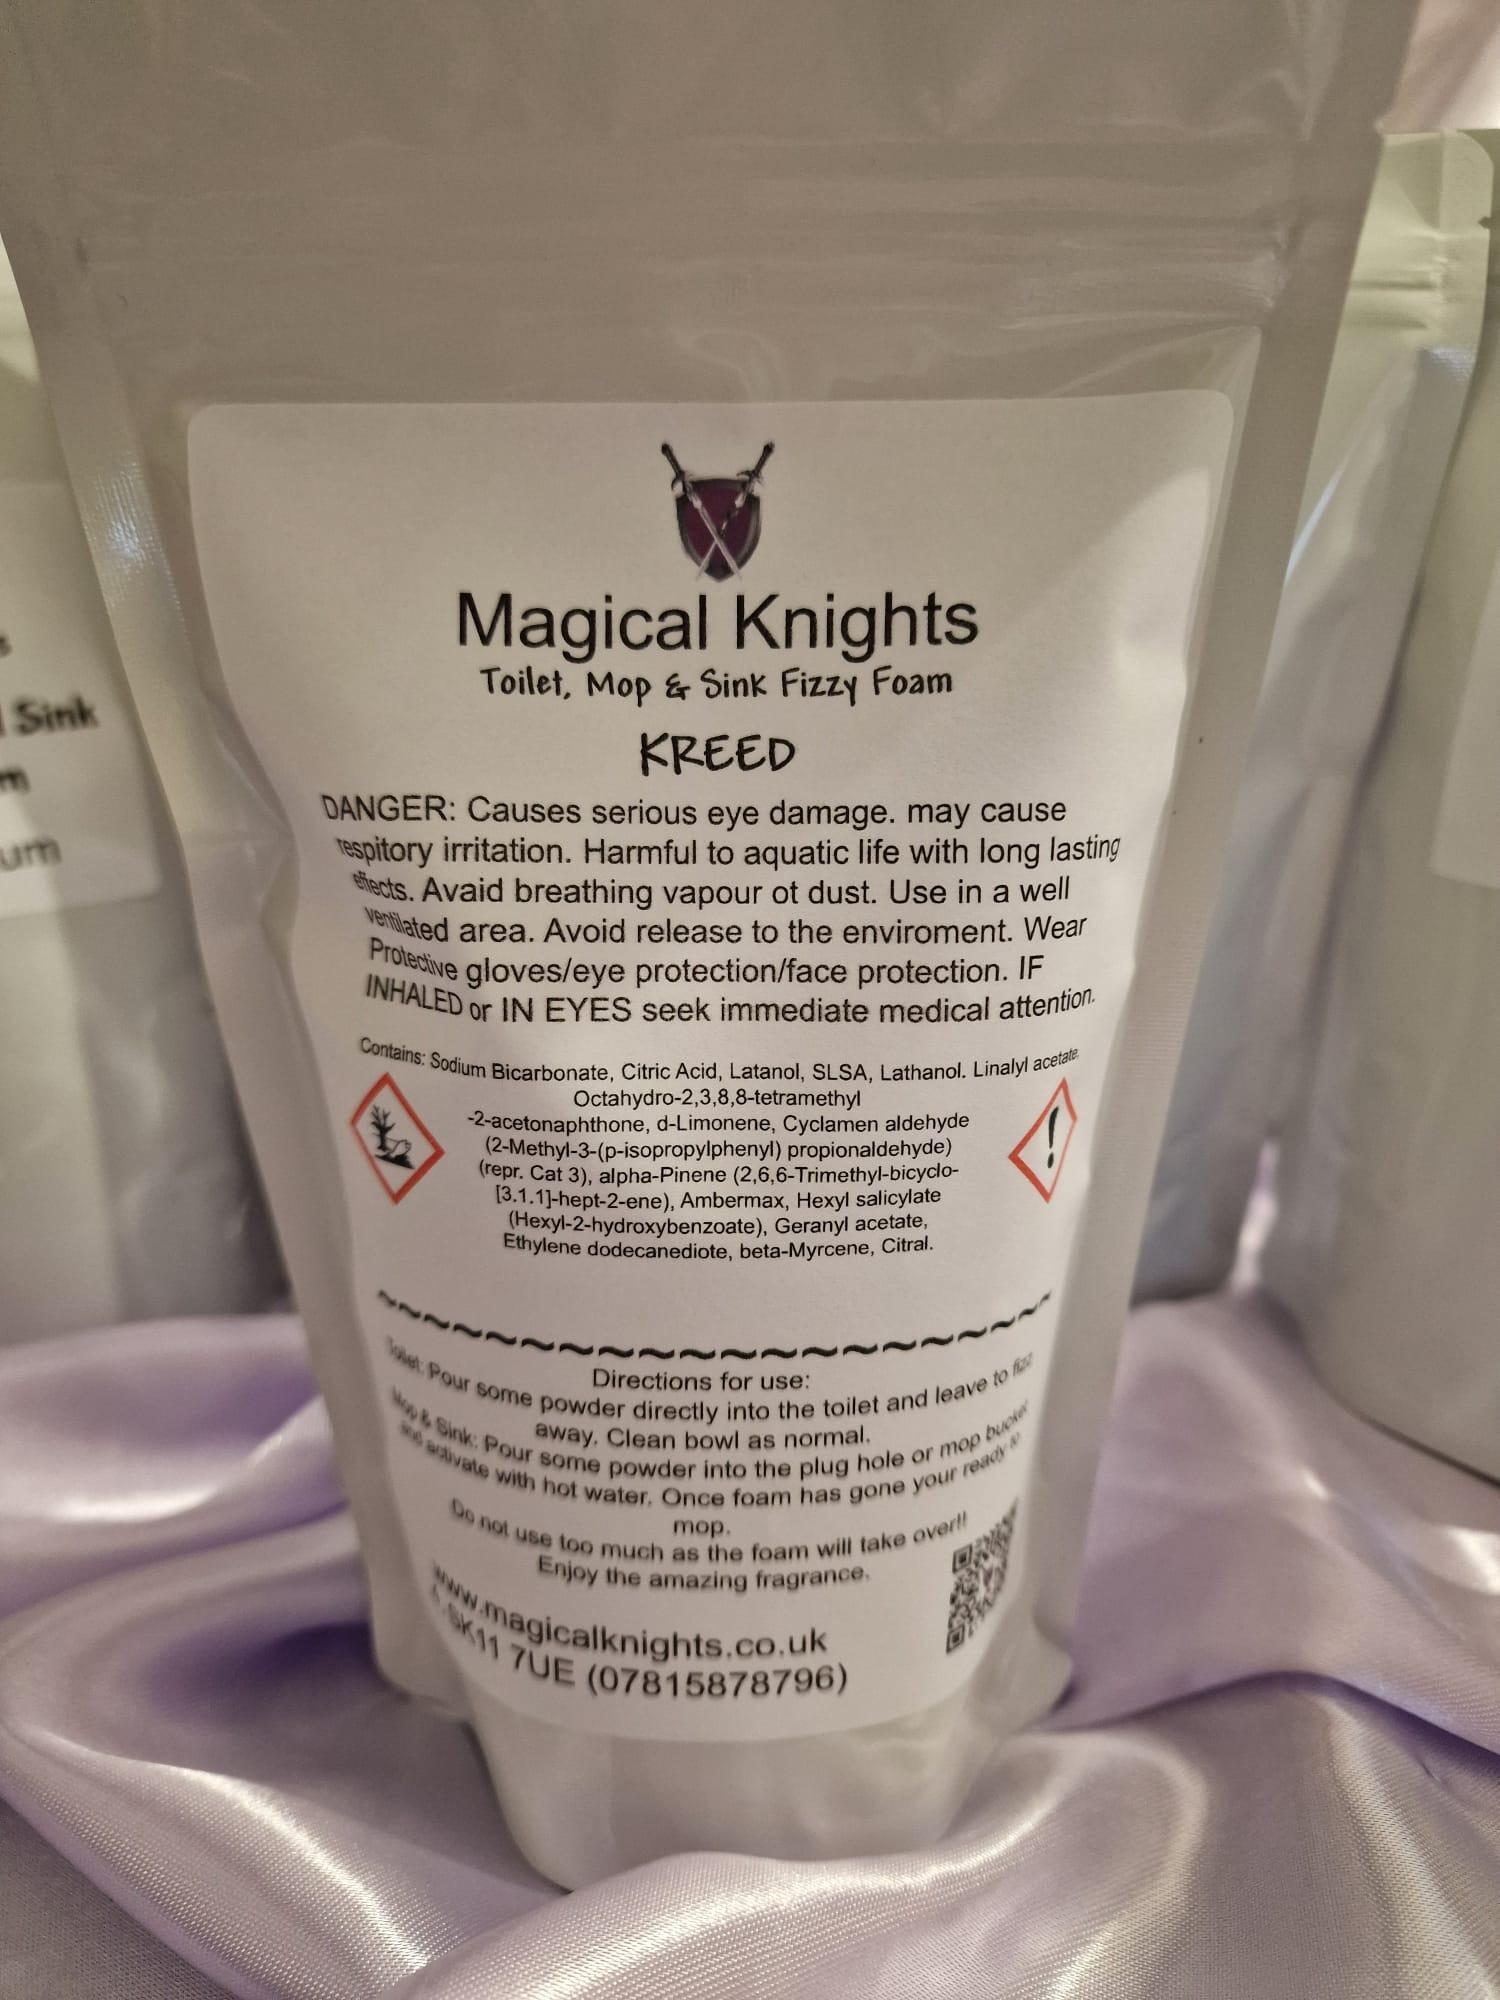 Magical Knights
Toilet, Mop & Sink Fizzy Foam
KREED
DANGER: Causes serious eye damage. may cause
respitory irritation. Harmful to aquatic life with long lasting
effects. Avaid breathing vapour ot dust. Use in a well
ventilated area. Avoid release to the enviroment. Wear
Protective gloves/eye protection/face protection. IF
INHALED or IN EYES seek immediate medical attention.
Contains: Sodium Bicarbonate, Citric Acid, Latanol, SLSA, Lathanol. Linalyl acetate,
Octahydro-2,3,8,8-tetramethyl
-2-acetonaphthone, d-Limonene, Cyclamen aldehyde
(2-Methyl-3-(p-isopropylphenyl) propionaldehyde)
(repr. Cat 3), alpha-Pinene (2,6,6-Trimethyl-bicyclo-
[3.1.1]-hept-2-ene), Ambermax, Hexyl salicylate
(Hexyl-2-hydroxybenzoate), Geranyl acetate,
Ethylene dodecanediote, beta-Myrcene, Citral.
Directions for use:
Toilet: Pour some powder directly into the toilet and leave to fizz
away. Clean bowl as normal.
Mop & Sink: Pour some powder into the plug hole or mop bucket
and activate with hot water. Once foam has gone your ready to
mop.
Do not use too much as the foam will take over!!
Enjoy the amazing fragrance.
www.magicalknights.co.uk
SK11 7UE (07815878796)
Sink